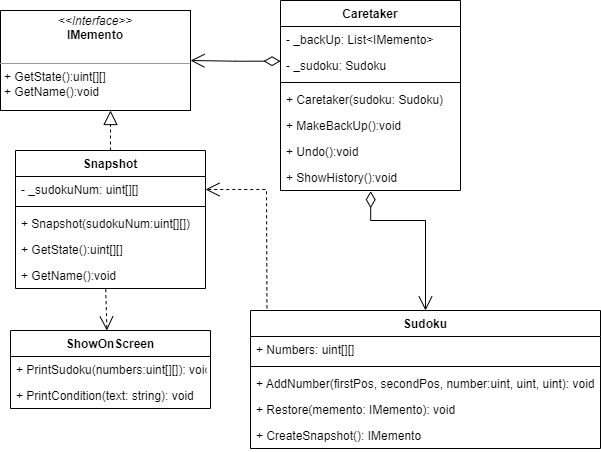 <<Interface>>
IMemento
+ GetState():uint[][]
+ GetName():void
Caretaker
- _backUp: List<IMemento>
- _sudoku: Sudoku
+ Caretaker(sudoku: Sudoku)
+ MakeBackUp():void
+ Undo():void
+ ShowHistory():void
Snapshot
- _sudokuNum: uint[][]
+ Snapshot(sudokuNum:uint[][])
+ GetState():uint[][]
+ GetName():void
ShowOnScreen
+ PrintSudoku(numbers:uint[][]): voi
+ PrintCondition(text: string): void
Sudoku
+ Numbers: uint[][]
+ AddNumber(firstPos, secondPos, number:uint, uint, uint): void
+ Restore(memento: IMemento): void
+ CreateSnapshot(): IMemento